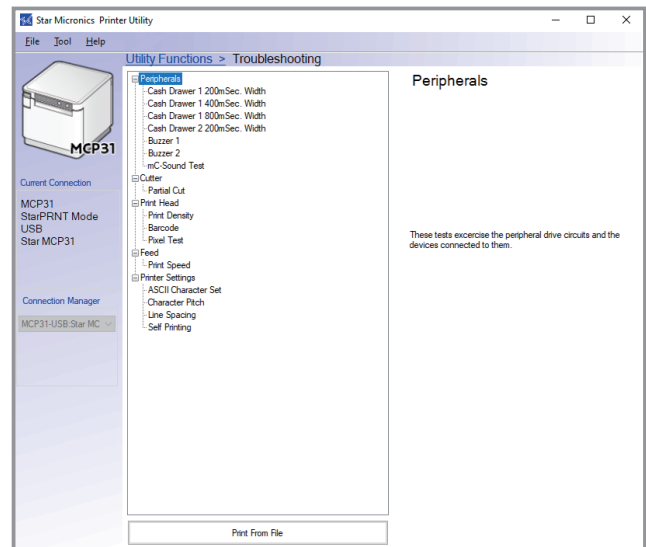 Star Micronics Printer Utility
File Tool Help
Utility Functions > Troubleshooting
MCP31
Current Connection
MCP31
StarPRNT Mode
USB
Star MCP31
Connection Manager
MCP31-USB:Star MC
Peripherals
Cash Drawer 1 200mSec. Width
Cash Drawer 1 400mSec. Width
Cash Drawer 1 800mSec. Width
Cash Drawer 2 200mSec. Width
Buzzer 1
Buzzer 2
mC-Sound Test
Cutter
Partial Cut
Print Head
Print Density
Barcode
Pixel Test
Feed
Print Speed
Printer Settings
ASCII Character Set
Character Pitch
Line Spacing
Self Printing
Print From File
Peripherals
These tests excercise the peripheral drive circuits and the
devices connected to them.